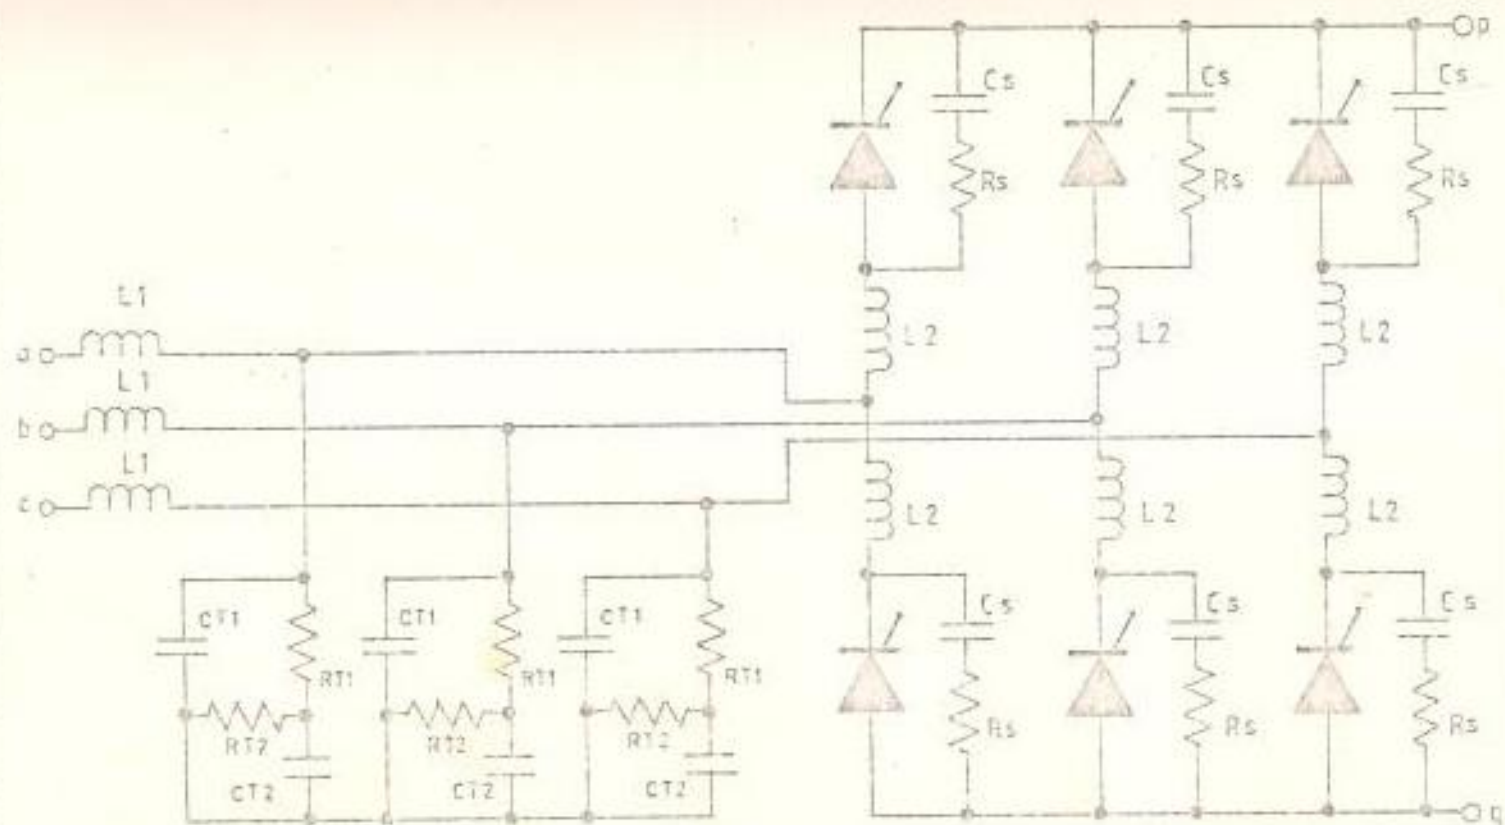 p
Cs Cs Cs
Rs Rs Rs
L1
L2 L2 L2
a
L1
b
L1
c
L2 L2 L2
CT1 CT1 CT1
Cs Cs Cs
RT1 RT1 RT1
RT2 RT2 RT2
Rs Rs Rs
CT2 CT2 CT2
q